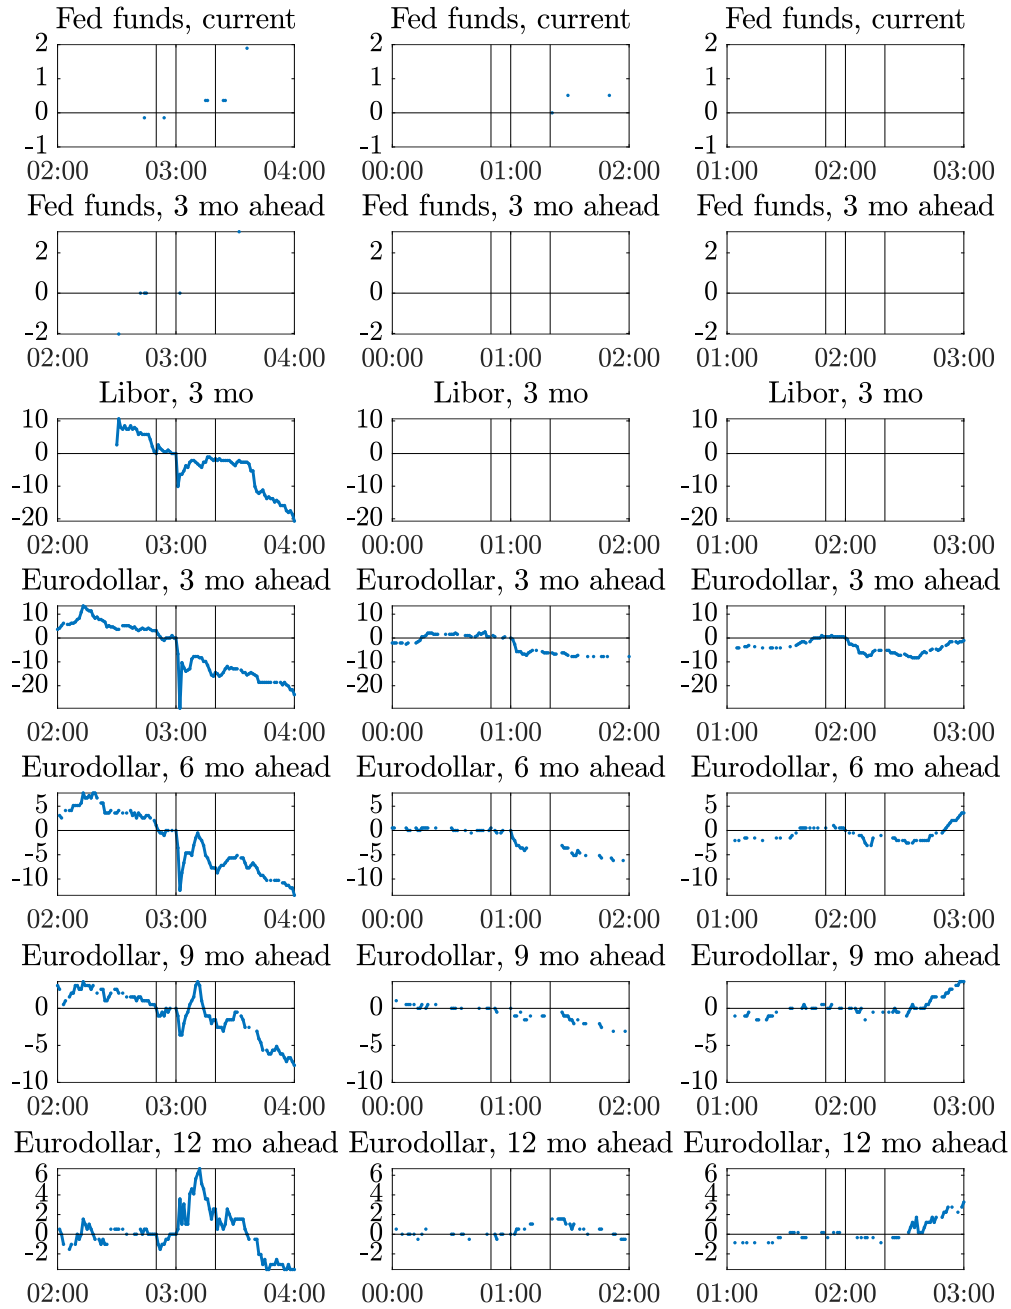 Fed funds, current Fed funds, current Fed funds, current
2 2 2
1 1 1
0 0 0
-1 -1 -1
02:00 03:00 04:00 00:00 01:00 02:00 01:00 02:00 03:00
Fed funds, 3 mo ahead Fed funds, 3 mo ahead Fed funds, 3 mo ahead
2 2 2
0 0 0
-2 -2 -2
02:00 03:00 04:00 00:00 01:00 02:00 01:00 02:00 03:00
Libor, 3 mo Libor, 3 mo Libor, 3 mo
10 10 10
0 0 0
-10 -10 -10
-20 -20 -20
02:00 03:00 04:00 00:00 01:00 02:00 01:00 02:00 03:00
Eurodollar, 3 mo ahead Eurodollar, 3 mo ahead Eurodollar, 3 mo ahead
10 10 10
0 0 0
-10 -10 -10
-20 -20 -20
02:00 03:00 04:00 00:00 01:00 02:00 01:00 02:00 03:00
Eurodollar, 6 mo ahead Eurodollar, 6 mo ahead Eurodollar, 6 mo ahead
5 5 5
0 0 0
-5 -5 -5
-10 -10 -10
02:00 03:00 04:00 00:00 01:00 02:00 01:00 02:00 03:00
Eurodollar, 9 mo ahead Eurodollar, 9 mo ahead Eurodollar, 9 mo ahead
0 0 0
-5 -5 -5
-10 -10 -10
02:00 03:00 04:00 00:00 01:00 02:00 01:00 02:00 03:00
Eurodollar, 12 mo ahead Eurodollar, 12 mo ahead Eurodollar, 12 mo ahead
6 6 6
4 4 4
2 2 2
0 0 0
-2 -2 -2
02:00 03:00 04:00 00:00 01:00 02:00 01:00 02:00 03:00